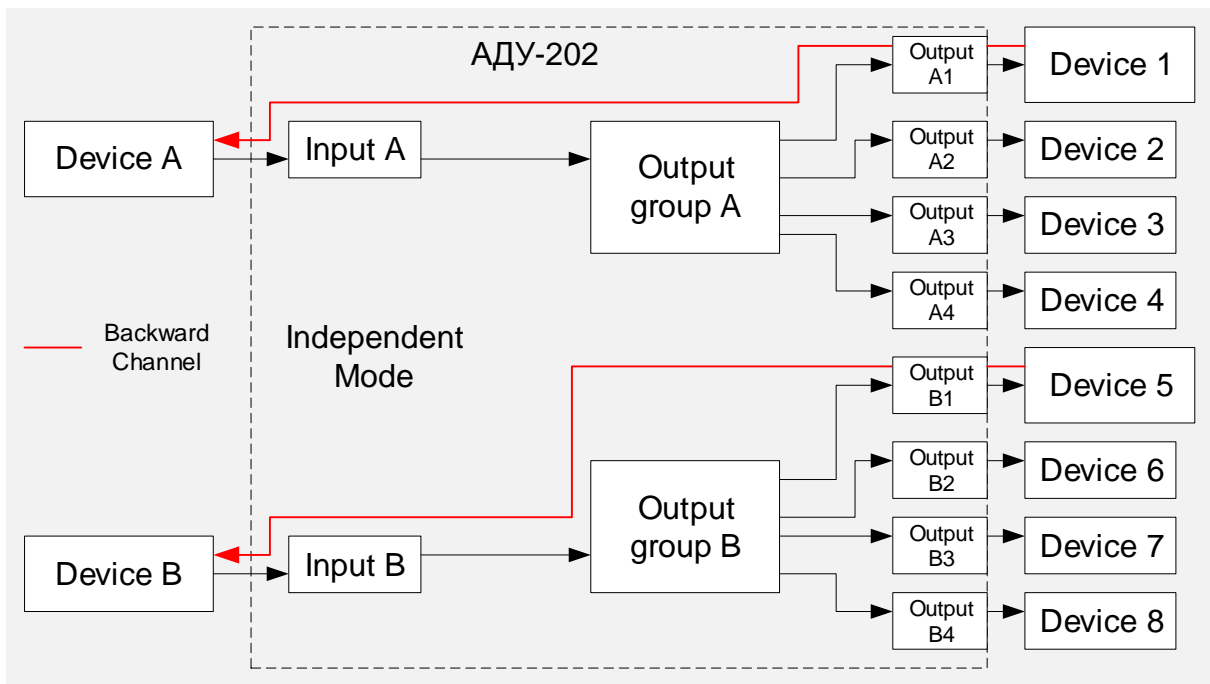 АДУ-202
Device A
Input A
Output
group A
Output
A1
Device 1
Output
A2
Device 2
Output
A3
Device 3
Output
A4
Device 4
Backward
Channel
Independent
Mode
Device B
Input B
Output
group B
Output
B1
Device 5
Output
B2
Device 6
Output
B3
Device 7
Output
B4
Device 8